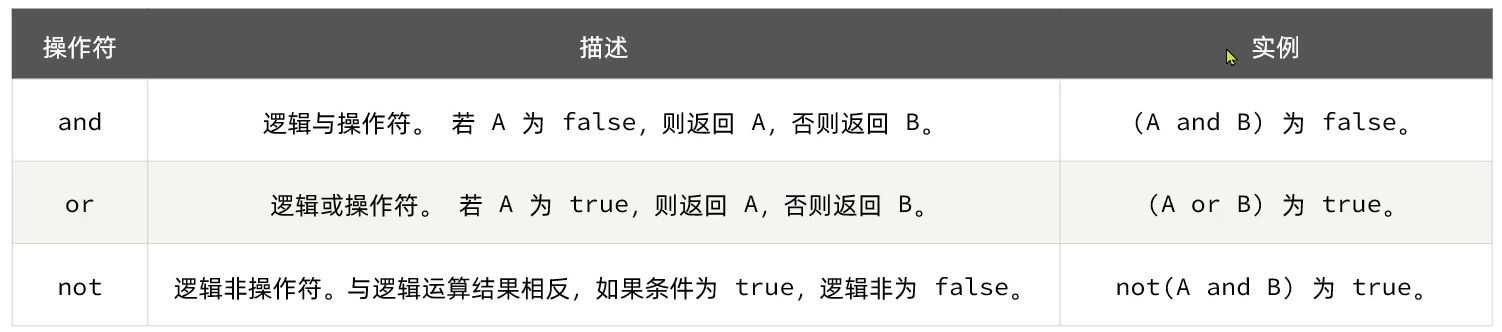 操作符 描述 实例
and 逻辑与操作符。 若 A 为 false，则返回 A，否则返回 B。 (A and B) 为 false。
or 逻辑或操作符。 若 A 为 true，则返回 A，否则返回 B。 (A or B) 为 true。
not 逻辑非操作符。与逻辑运算结果相反，如果条件为 true，逻辑非为 false。 not(A and B) 为 true。